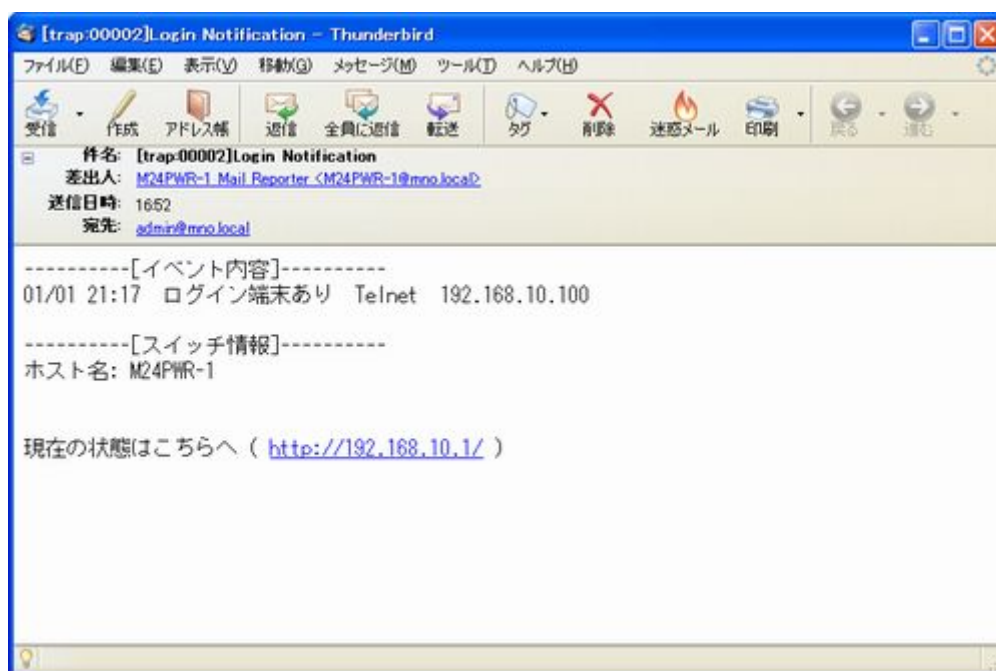 [trap:00002]Login Notification - Thunderbird
ファイル(F) 編集(E) 表示(V) 移動(G) メッセージ(M) ツール(T) ヘルプ(H)
受信 作成 アドレス帳 返信 全員に返信 転送 タグ 削除 迷惑メール 印刷 戻る 進む
件名: [trap:00002]Login Notification
差出人: M24PWR-1 Mail Reporter <M24PWR-1@mno.local>
送信日時: 16:52
宛先: admin@mno.local
----------[イベント内容]----------
01/01 21:17 ログイン端末あり Telnet 192.168.10.100
----------[スイッチ情報]----------
ホスト名: M24PWR-1
現在の状態はこちらへ ( http://192.168.10.1/ )